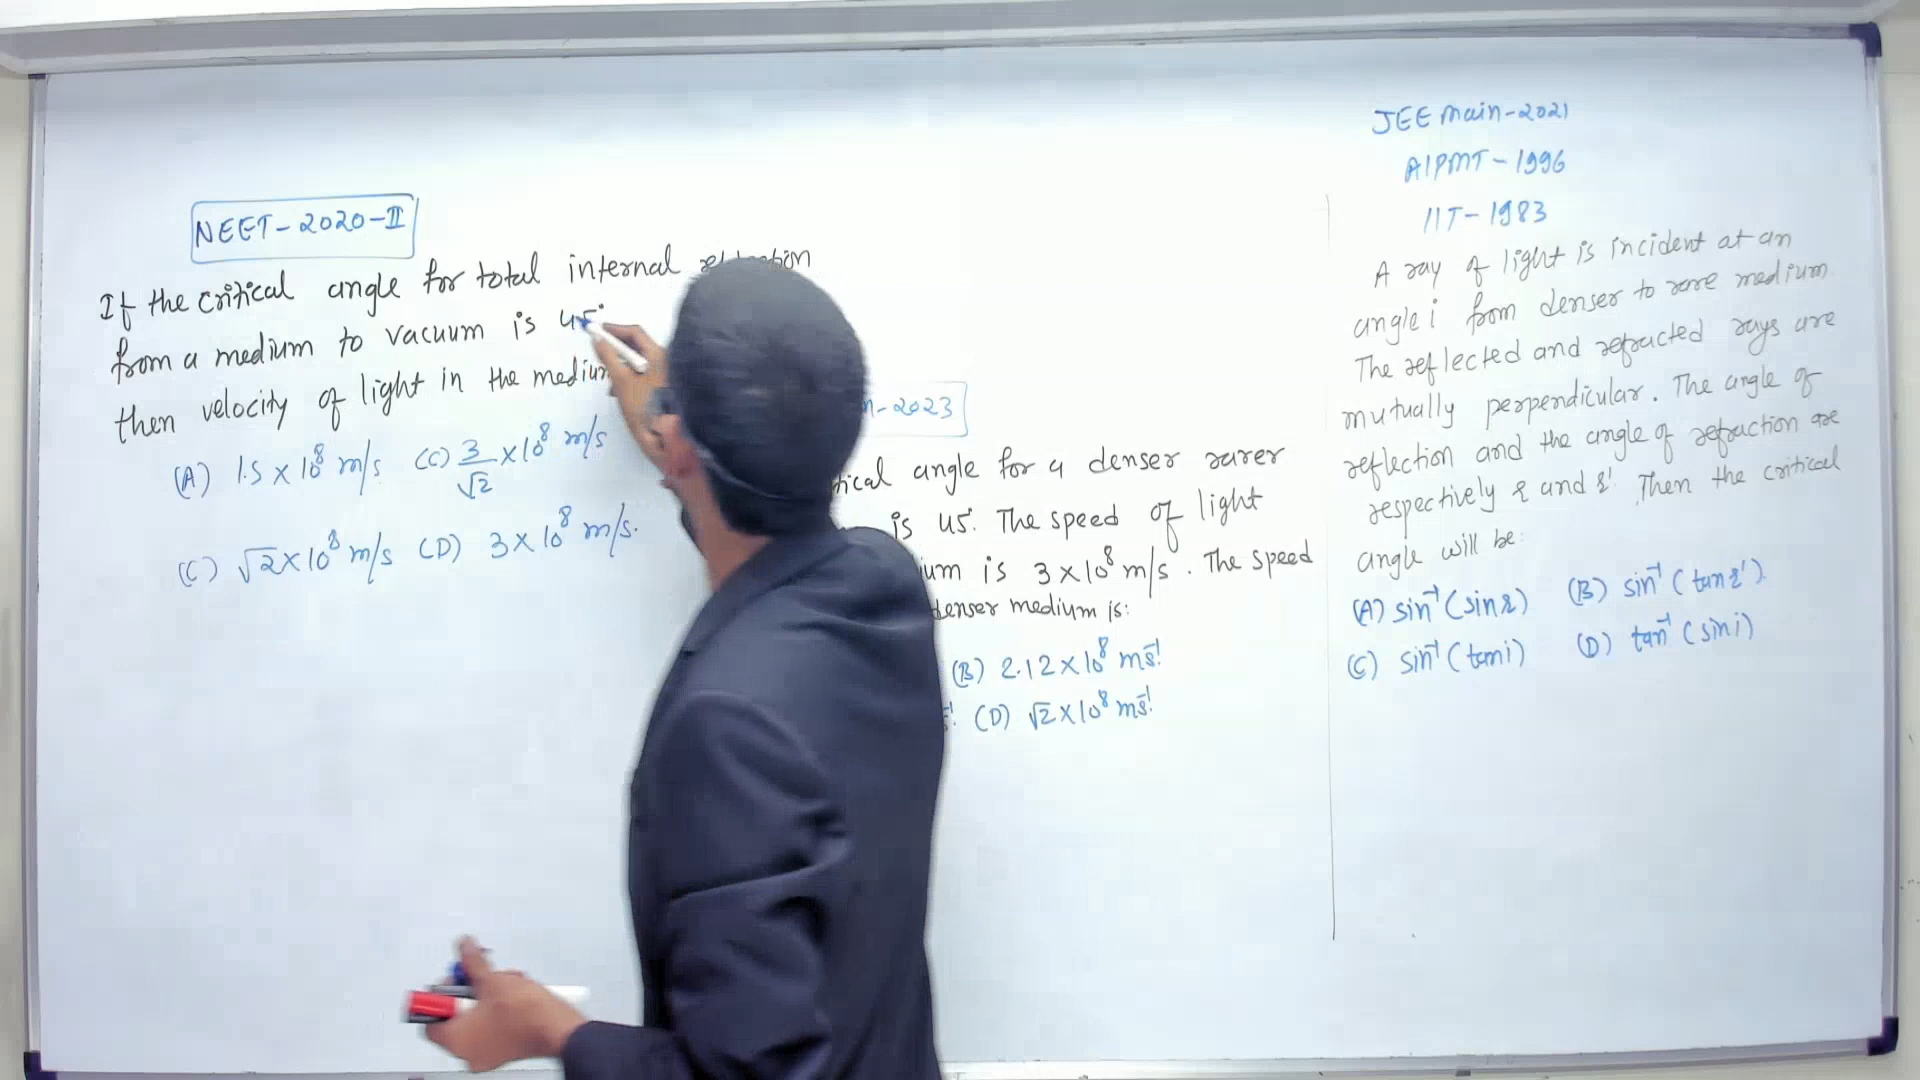 NEET-2020-II
If the critical angle for total internal
from a medium to vacuum is 45°
then velocity of light in the medium
(A) 1.5 × 10⁸ m/s (C) 3/√2 × 10⁸ m/s
(C) √2 × 10⁸ m/s (D) 3 × 10⁸ m/s.
-2023
angle for a denser rarer
is 45°. The speed of light
is 3 × 10⁸ m/s. The speed
denser medium is:
(B) 2.12 × 10⁸ ms⁻¹
(D) √2 × 10⁸ ms⁻¹
JEE main-2021
AIPMT-1996
IIT-1983
A ray of light is incident at an
angle i from denser to rare medium
The reflected and refracted rays are
mutually perpendicular. The angle of
reflection and the angle of refraction are
respectively r and r'. Then the critical
angle will be:
(A) sin⁻¹(sin r) (B) sin⁻¹(tan r').
(C) sin⁻¹(tan i) (D) tan⁻¹(sin i)